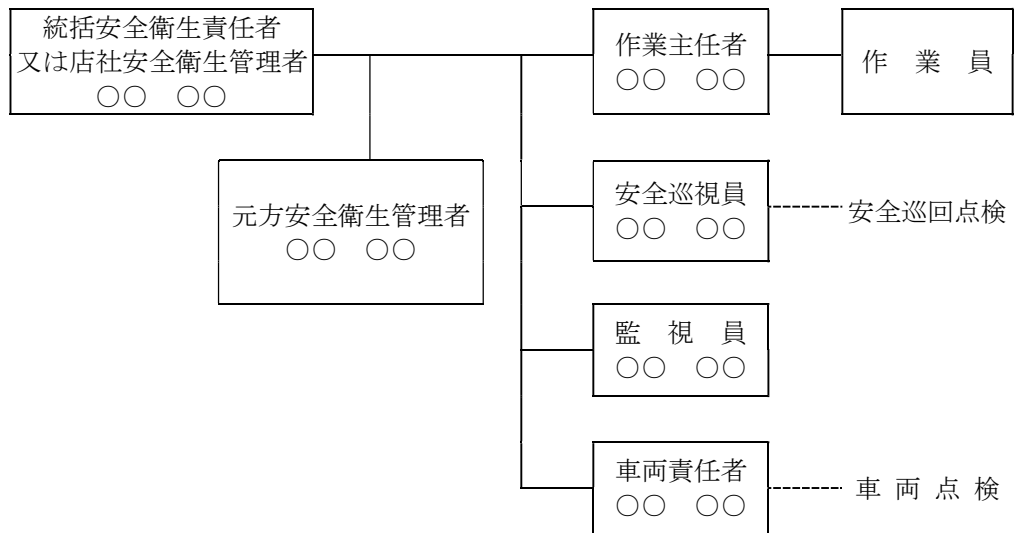 統括安全衛生責任者
又は店社安全衛生管理者
○○　○○
作業主任者
○○　○○
作　業　員
元方安全衛生管理者
○○　○○
安全巡視員
○○　○○
安全巡回点検
監　視　員
○○　○○
車両責任者
○○　○○
車 両 点 検